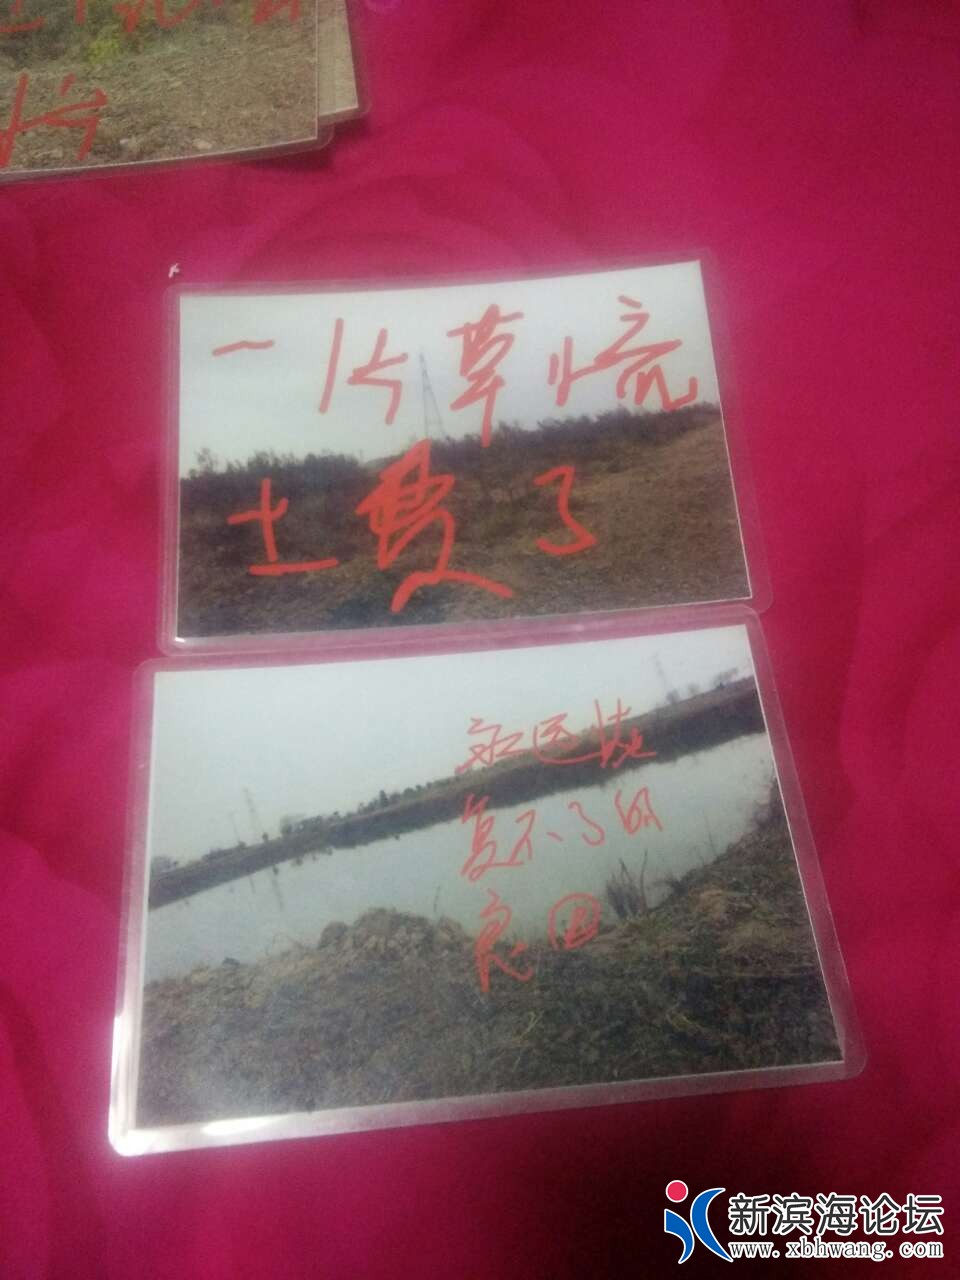 片
一片草慌
土费了
永远恢
复不了的
良田
新滨海论坛
www.xbhwang.com